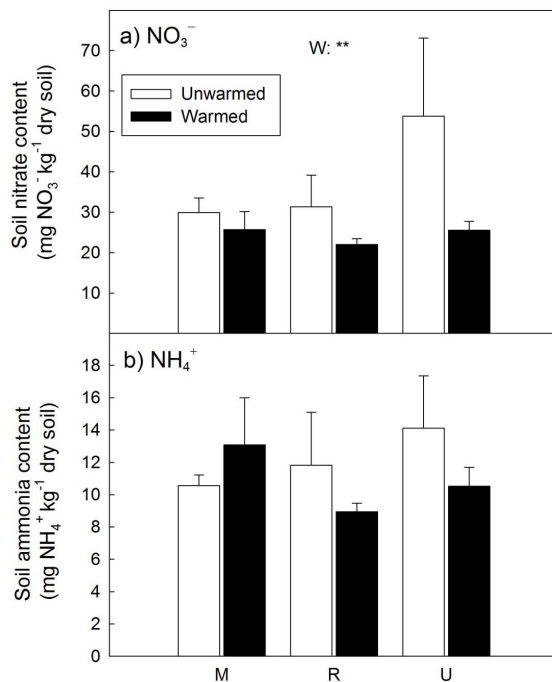 a) NO₃⁻
W: **
Unwarmed
Warmed
Soil nitrate content
(mg NO₃⁻ kg⁻¹ dry soil)
70
60
50
40
30
20
10
b) NH₄⁺
Soil ammonia content
(mg NH₄⁺ kg⁻¹ dry soil)
18
16
14
12
10
8
6
4
2
0
M R U